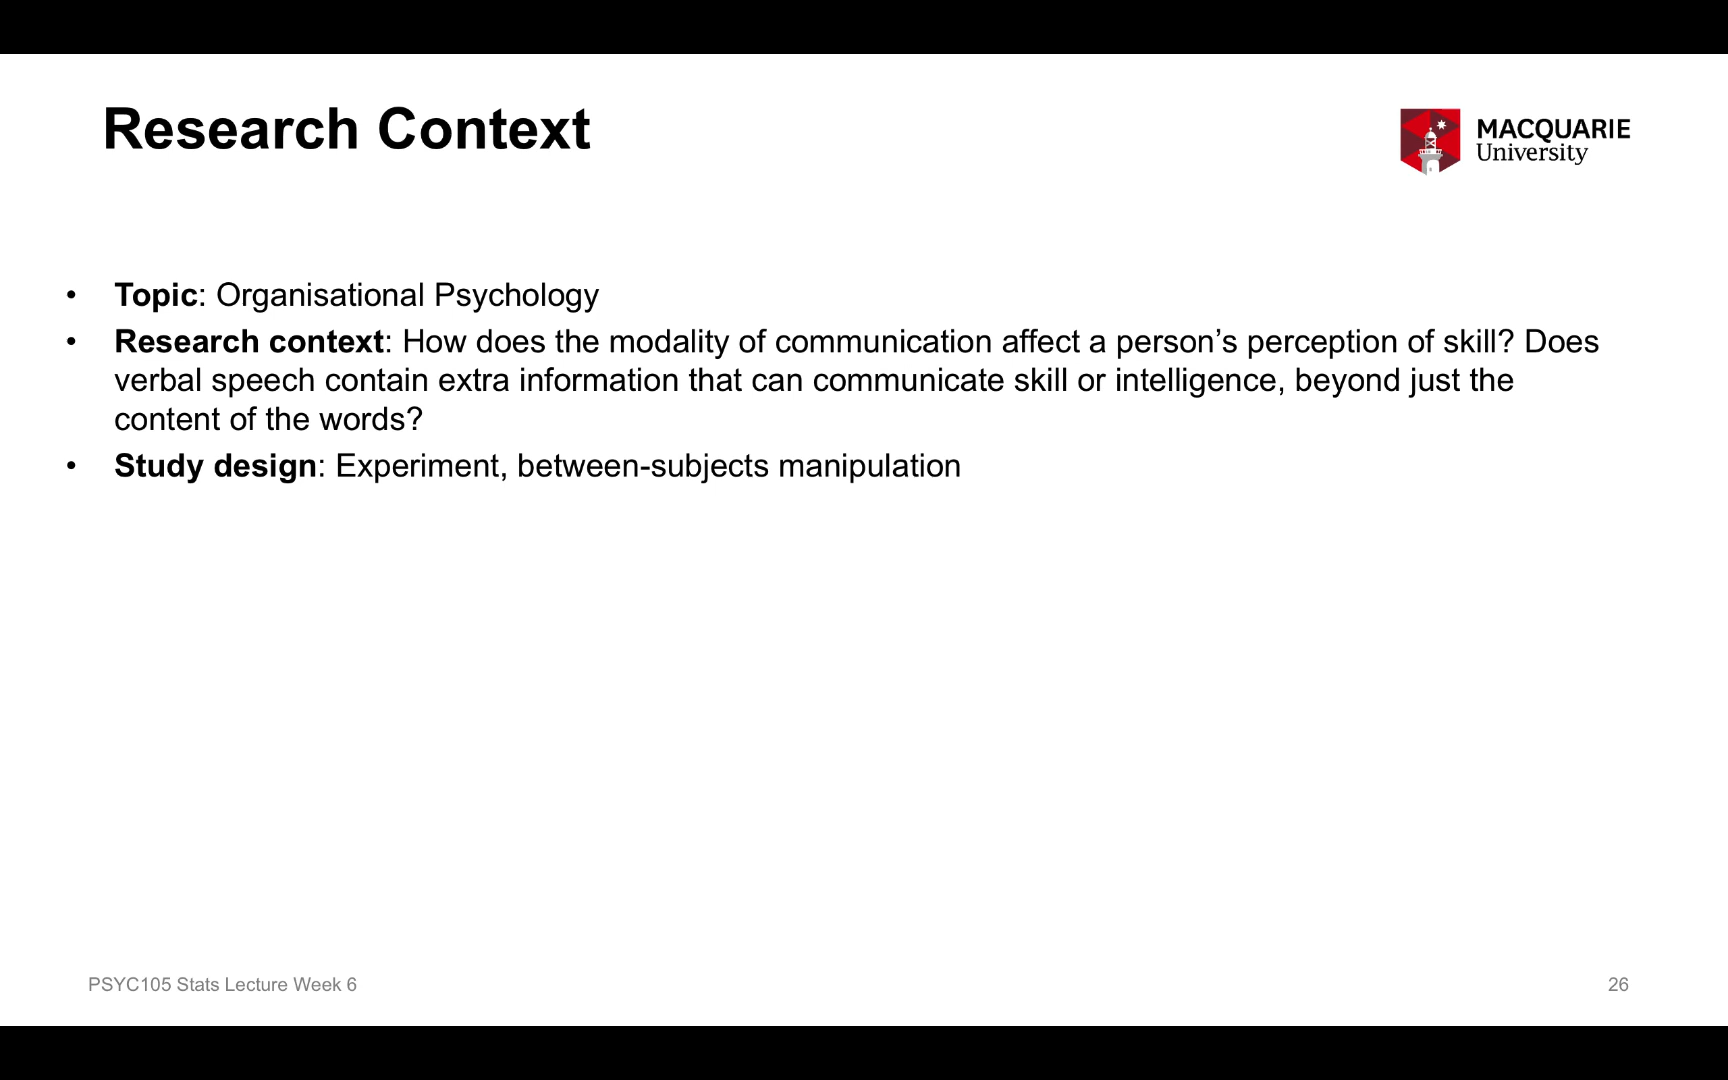 Research Context
MACQUARIE
University
• Topic: Organisational Psychology
• Research context: How does the modality of communication affect a person’s perception of skill? Does
verbal speech contain extra information that can communicate skill or intelligence, beyond just the
content of the words?
• Study design: Experiment, between-subjects manipulation
PSYC105 Stats Lecture Week 6
26